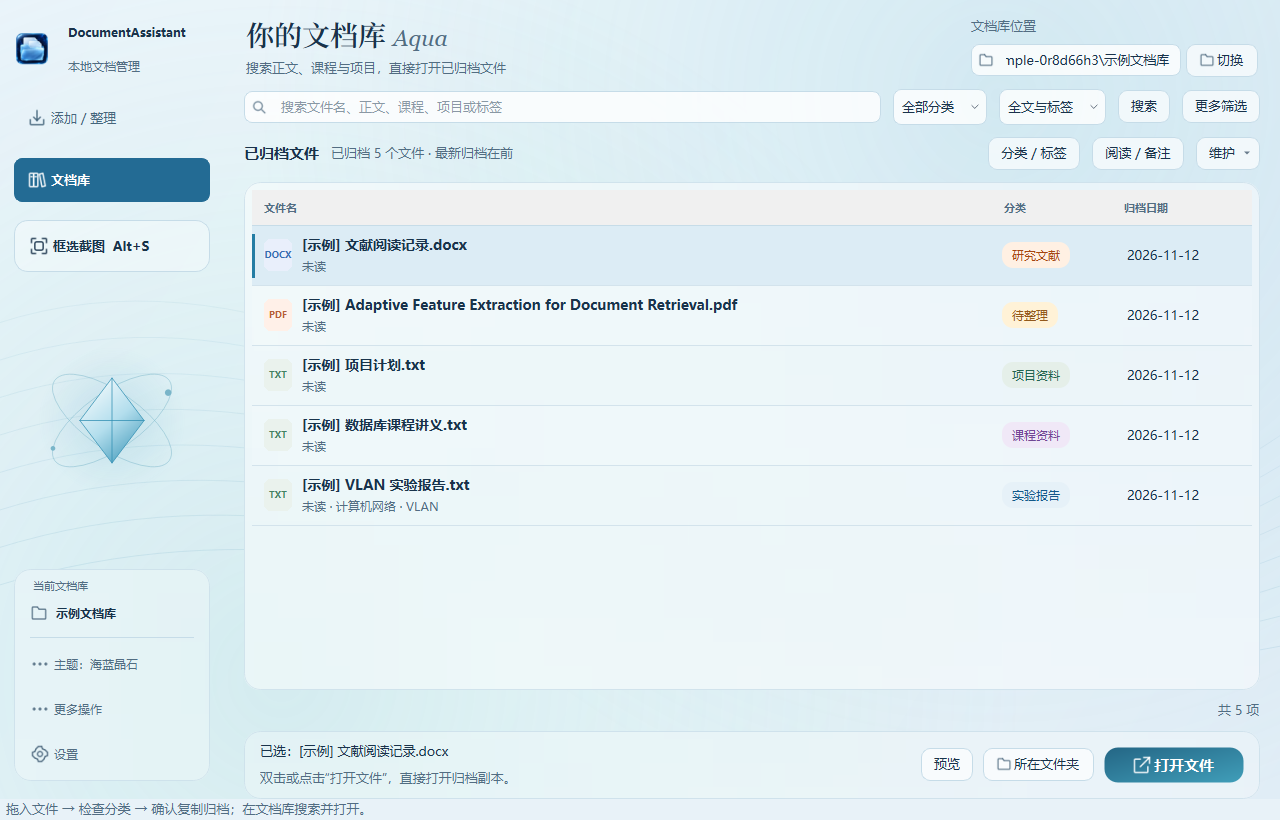 DocumentAssistant
本地文档管理
添加 / 整理
文档库
框选截图 Alt+S
当前文档库
示例文档库
主题：海蓝晶石
更多操作
设置
你的文档库 Aqua
搜索正文、课程与项目，直接打开已归档文件
文档库位置
mple-0r8d66h3\示例文档库
切换
搜索文件名、正文、课程、项目或标签
全部分类
全文与标签
搜索
更多筛选
已归档文件 已归档 5 个文件 · 最新归档在前
分类 / 标签
阅读 / 备注
维护
文件名 分类 归档日期
DOCX [示例] 文献阅读记录.docx 研究文献 2026-11-12
未读
PDF [示例] Adaptive Feature Extraction for Document Retrieval.pdf 待整理 2026-11-12
未读
TXT [示例] 项目计划.txt 项目资料 2026-11-12
未读
TXT [示例] 数据库课程讲义.txt 课程资料 2026-11-12
未读
TXT [示例] VLAN 实验报告.txt 实验报告 2026-11-12
未读 · 计算机网络 · VLAN
共 5 项
已选：[示例] 文献阅读记录.docx
双击或点击“打开文件”，直接打开归档副本。
预览
所在文件夹
打开文件
拖入文件 → 检查分类 → 确认复制归档；在文档库搜索并打开。